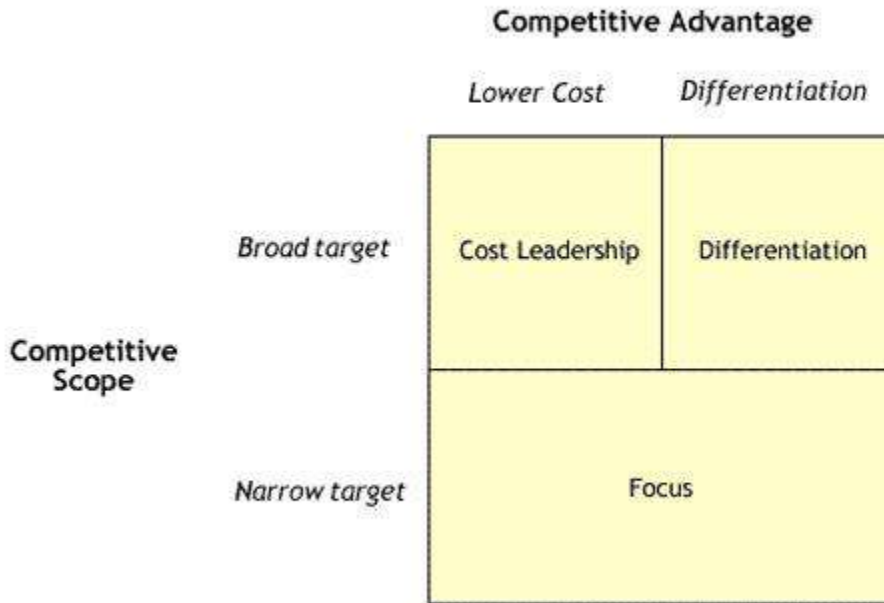 Competitive Advantage
Lower Cost Differentiation
Broad target Cost Leadership Differentiation
Competitive
Scope
Narrow target Focus